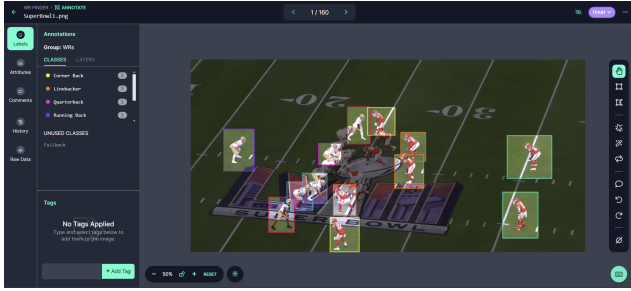 WR FINDER > ANNOTATE
SuperBowl1.png
1 / 160
TRAIN
Labels
Attributes
Comments
History
Raw Data
Annotations
Group: WRs
CLASSES LAYERS
Corner Back
Linebacker
Quarterback
Running Back
UNUSED CLASSES
Fullback
Tags
No Tags Applied
Type and select tags below to
add them to the image.
+ Add Tag
SUPER BOWL
− 50% + RESET